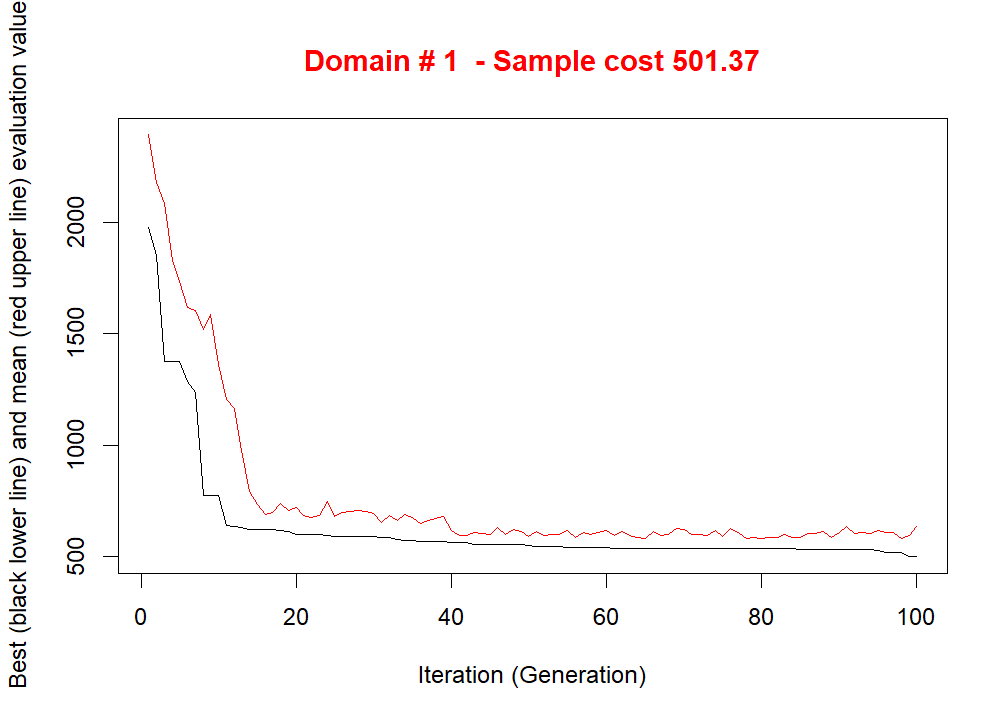 Domain # 1  - Sample cost 501.37
Best (black lower line) and mean (red upper line) evaluation value
2000
1500
1000
500
0 20 40 60 80 100
Iteration (Generation)